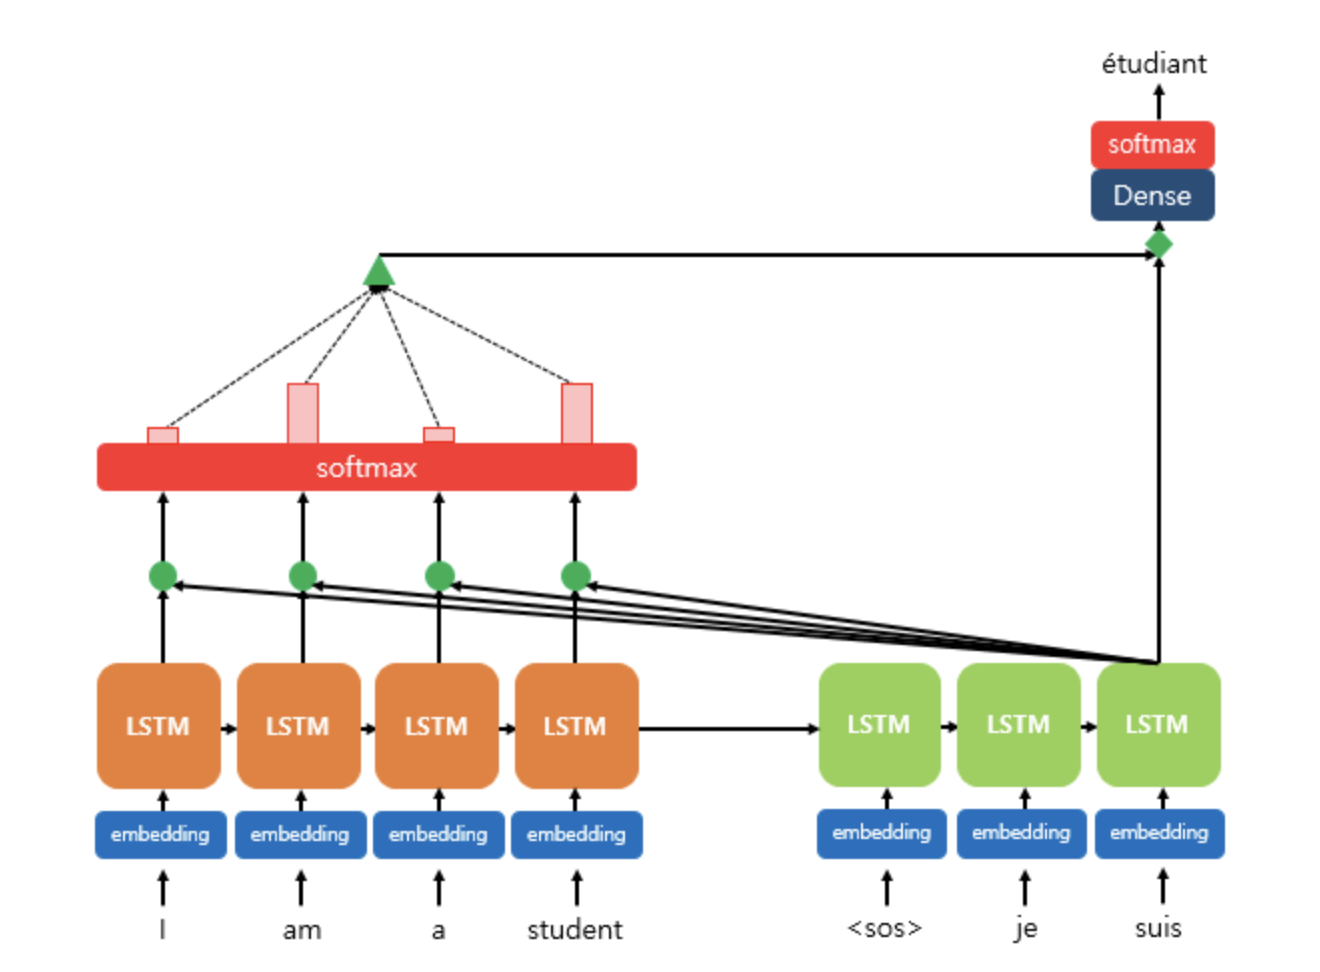 étudiant
softmax
Dense
softmax
LSTM LSTM LSTM LSTM LSTM LSTM LSTM
embedding embedding embedding embedding embedding embedding embedding
I am a student <sos> je suis